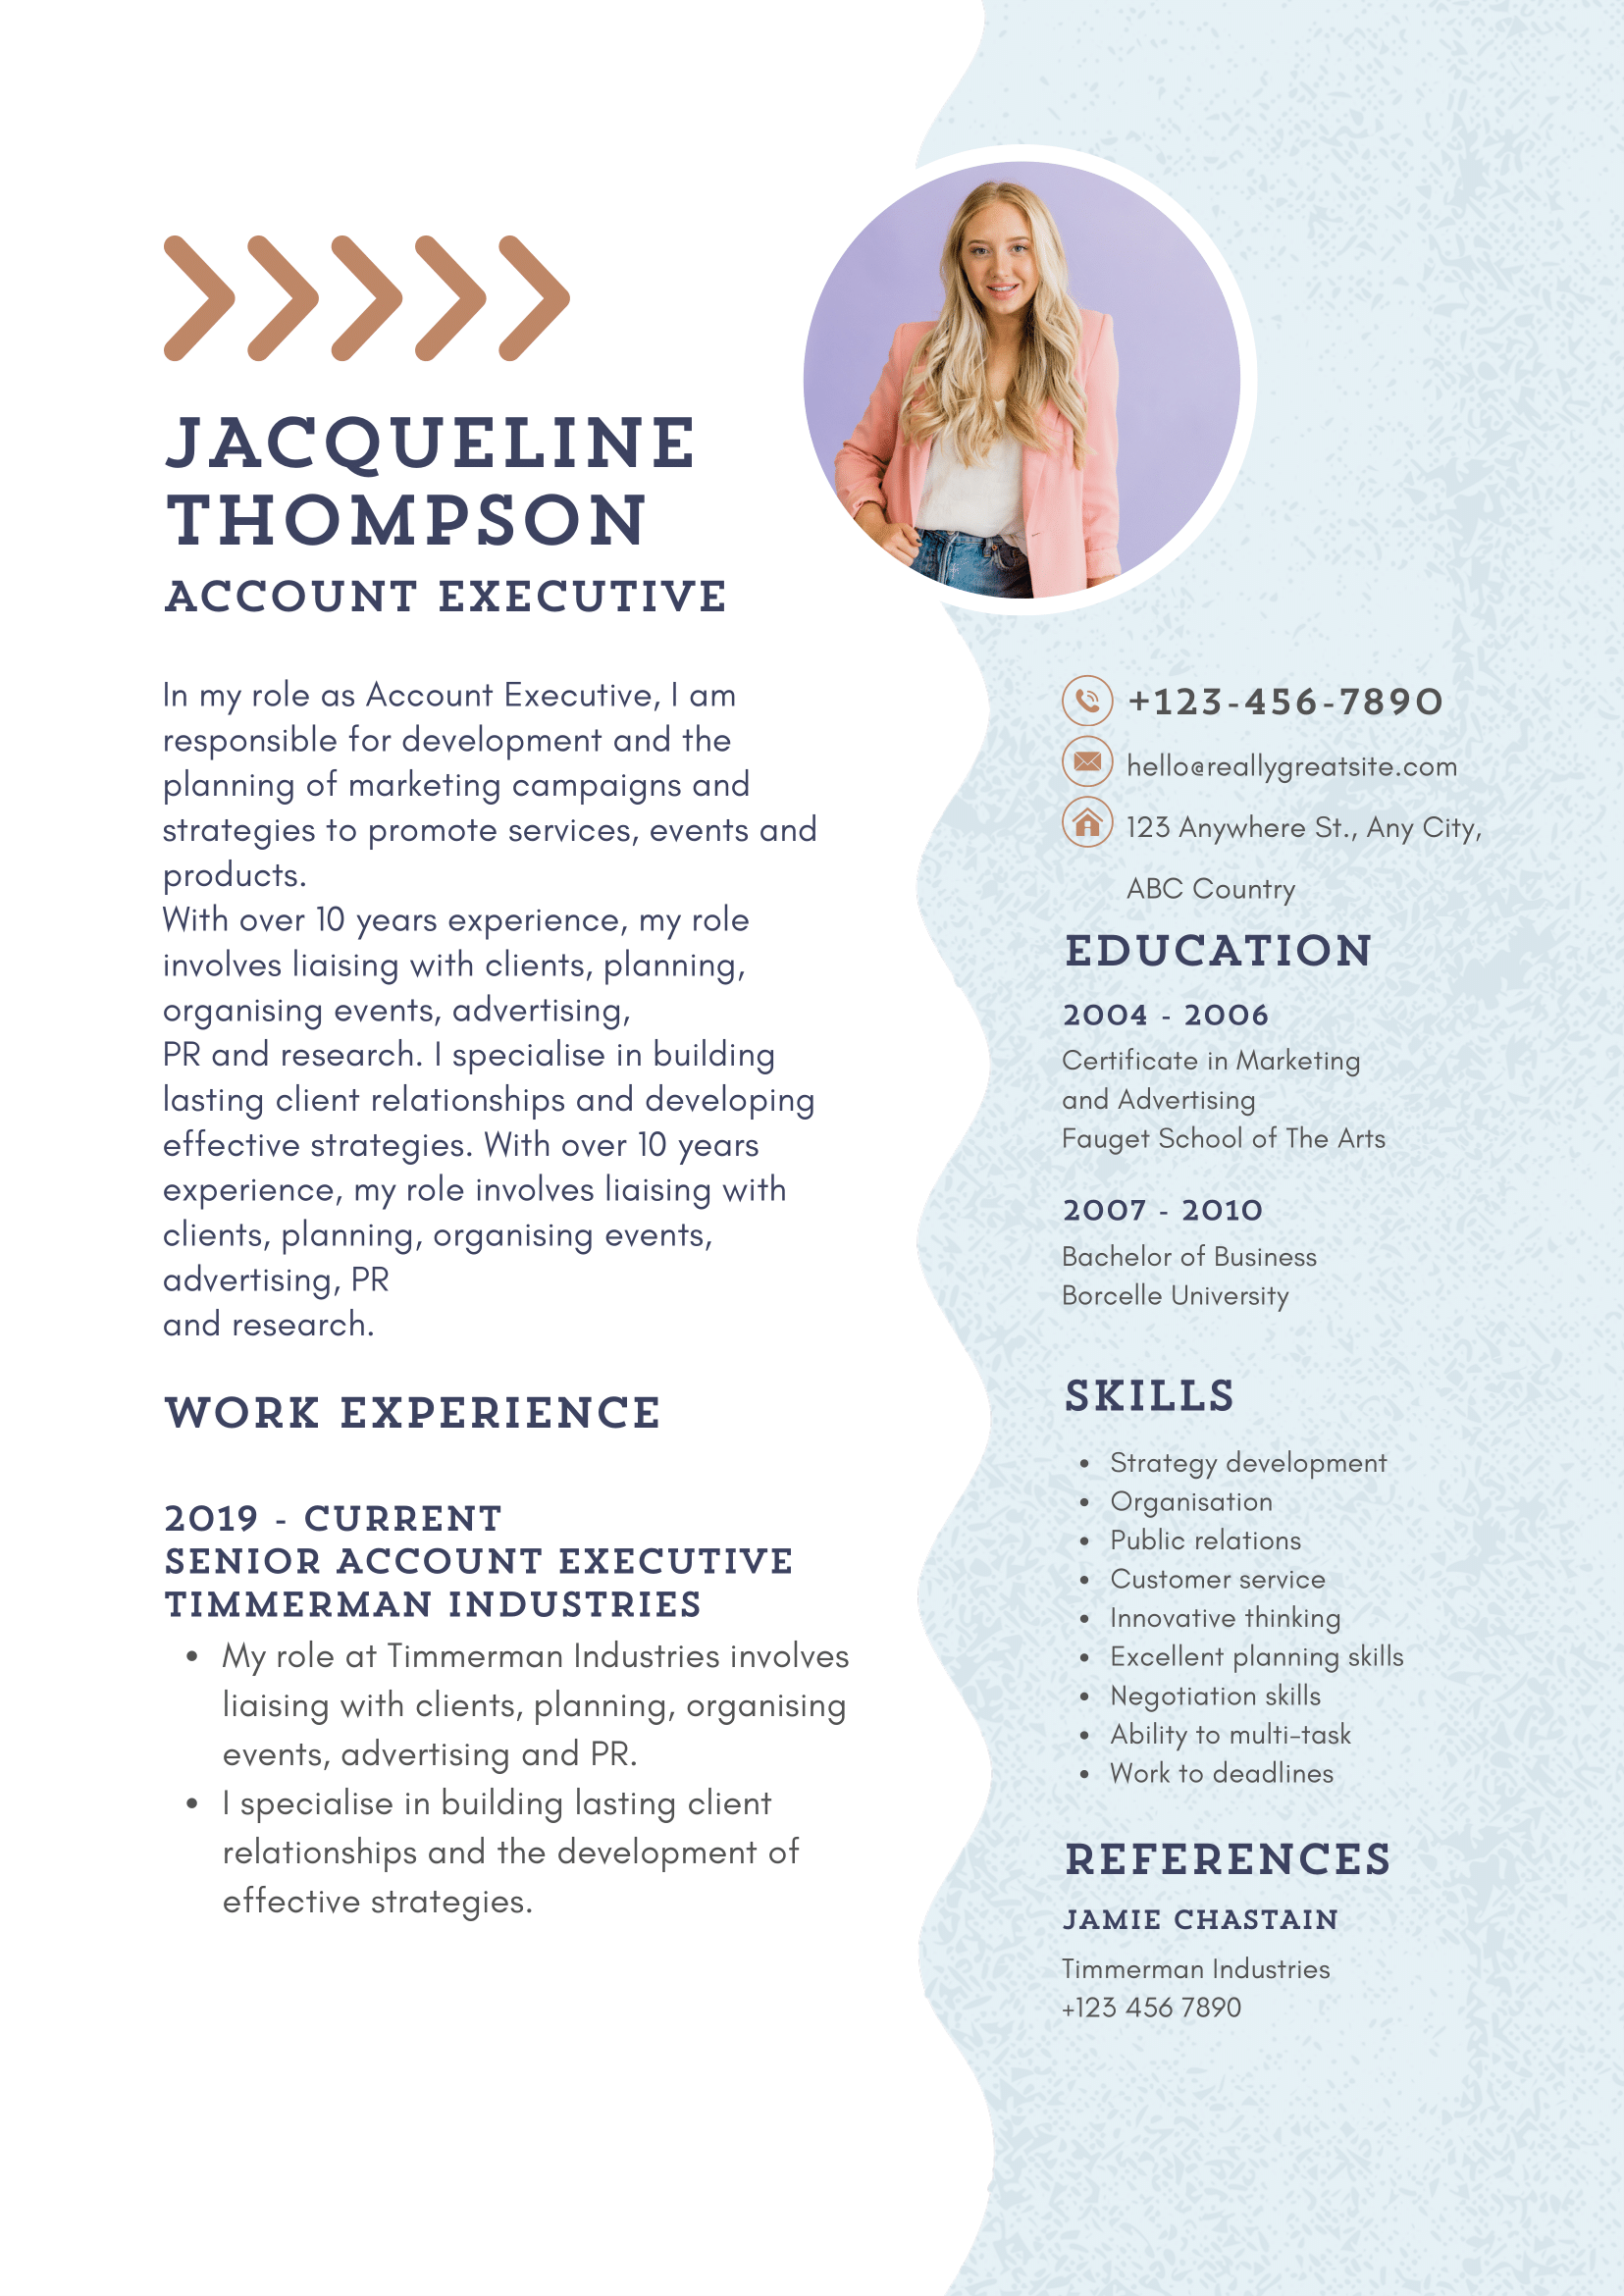 JACQUELINE
THOMPSON
ACCOUNT EXECUTIVE
In my role as Account Executive, I am
responsible for development and the
planning of marketing campaigns and
strategies to promote services, events and
products.
With over 10 years experience, my role
involves liaising with clients, planning,
organising events, advertising,
PR and research. I specialise in building
lasting client relationships and developing
effective strategies. With over 10 years
experience, my role involves liaising with
clients, planning, organising events,
advertising, PR
and research.
WORK EXPERIENCE
2019 - CURRENT
SENIOR ACCOUNT EXECUTIVE
TIMMERMAN INDUSTRIES
• My role at Timmerman Industries involves
liaising with clients, planning, organising
events, advertising and PR.
• I specialise in building lasting client
relationships and the development of
effective strategies.
+123-456-7890
hello@reallygreatsite.com
123 Anywhere St., Any City,
ABC Country
EDUCATION
2004 - 2006
Certificate in Marketing
and Advertising
Fauget School of The Arts
2007 - 2010
Bachelor of Business
Borcelle University
SKILLS
• Strategy development
• Organisation
• Public relations
• Customer service
• Innovative thinking
• Excellent planning skills
• Negotiation skills
• Ability to multi-task
• Work to deadlines
REFERENCES
JAMIE CHASTAIN
Timmerman Industries
+123 456 7890